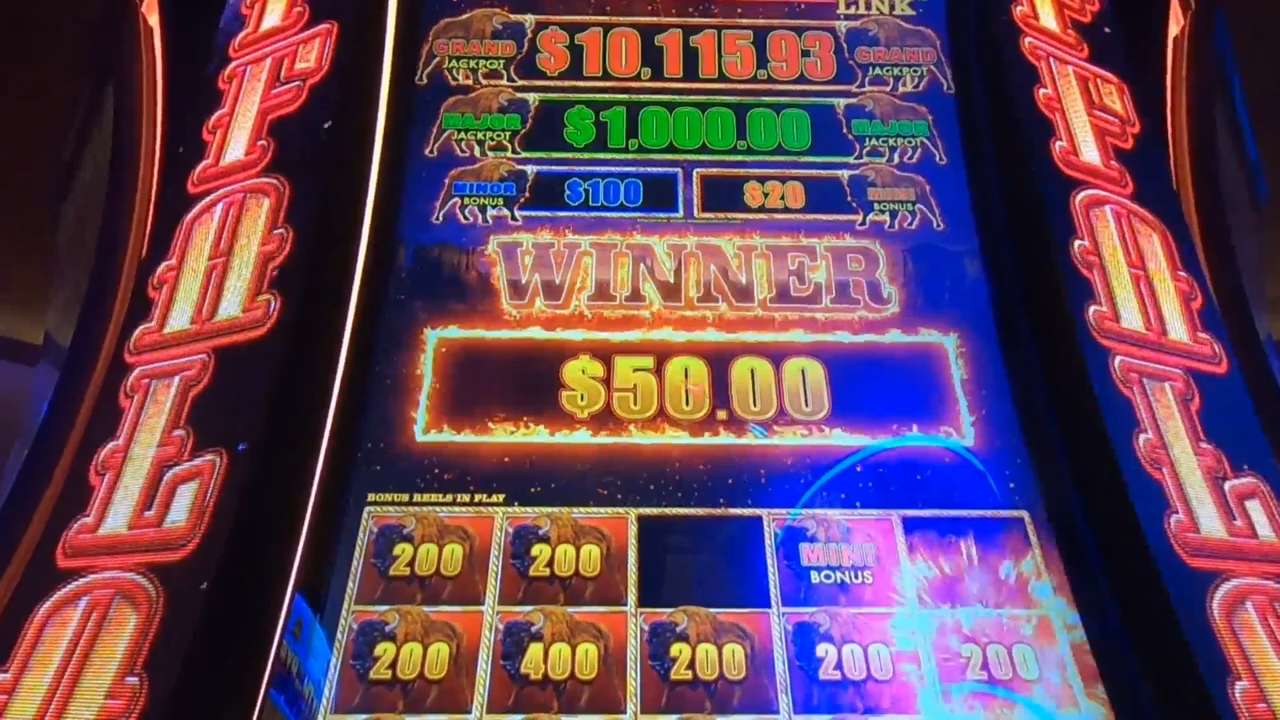 LINK
GRAND JACKPOT $10,115.93 GRAND JACKPOT
MAJOR JACKPOT $1,000.00 MAJOR JACKPOT
MINOR BONUS $100 $20 MINI BONUS
WINNER
$50.00
BONUS REELS IN PLAY
200 200 MINI BONUS
200 400 200 200 200